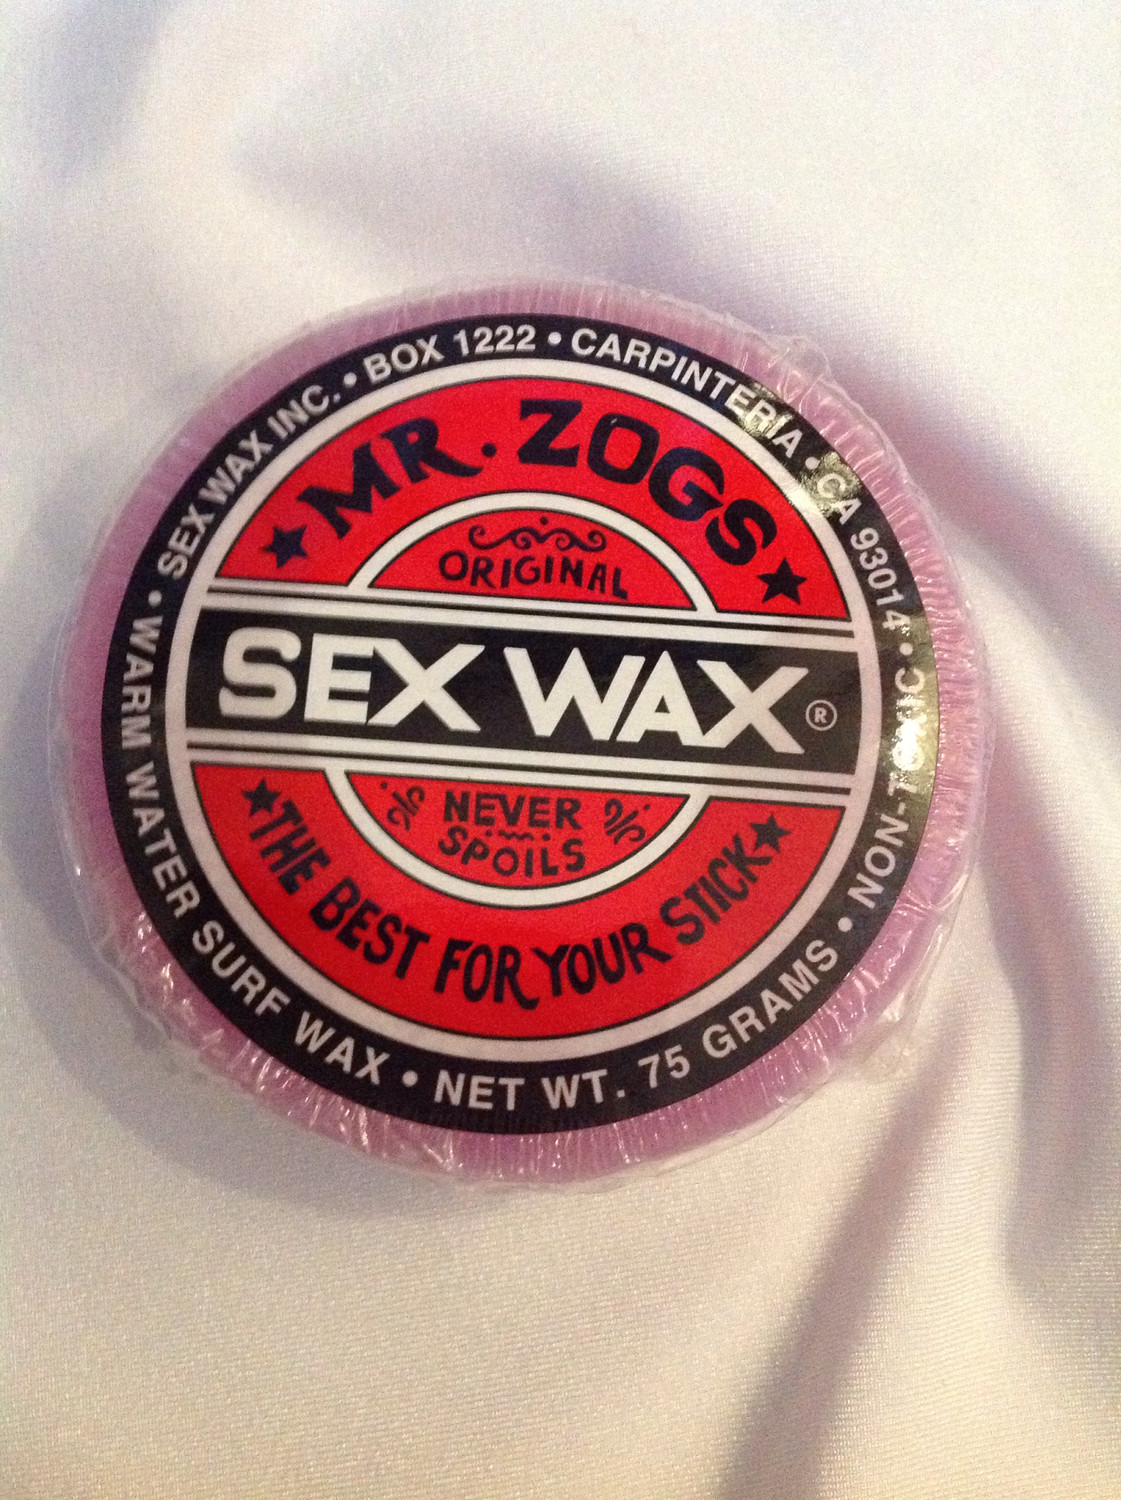 SEX WAX INC. • BOX 1222 • CARPINTERIA • CA 93014 •
MR. ZOGS
ORIGINAL
SEX WAX ®
NEVER
SPOILS
THE BEST FOR YOUR STICK
• WARM WATER SURF WAX • NET WT. 75 GRAMS • NON-TOXIC